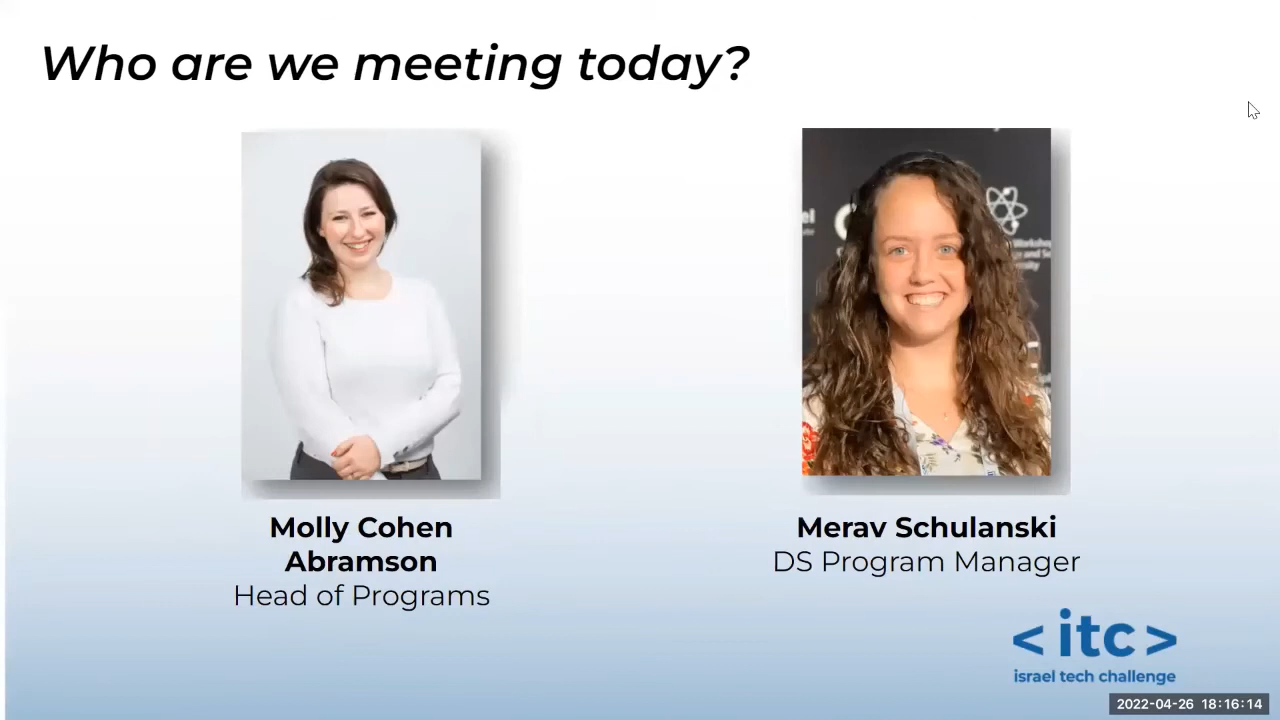 Who are we meeting today?
Molly Cohen
Abramson
Head of Programs
Merav Schulanski
DS Program Manager
<itc>
israel tech challenge
2022-04-26 18:16:14